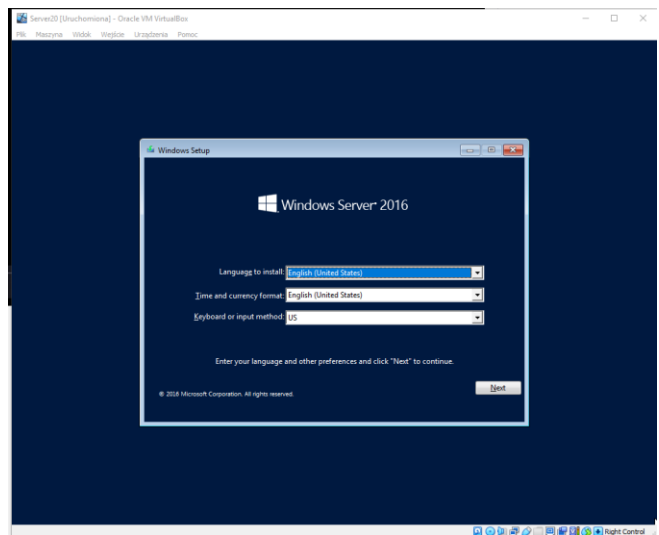 Server20 [Uruchomiona] - Oracle VM VirtualBox
Plik Maszyna Widok Wejście Urządzenia Pomoc
Windows Setup
Windows Server® 2016
Language to install: English (United States)
Time and currency format: English (United States)
Keyboard or input method: US
Enter your language and other preferences and click "Next" to continue.
© 2018 Microsoft Corporation. All rights reserved.
Next
Right Control